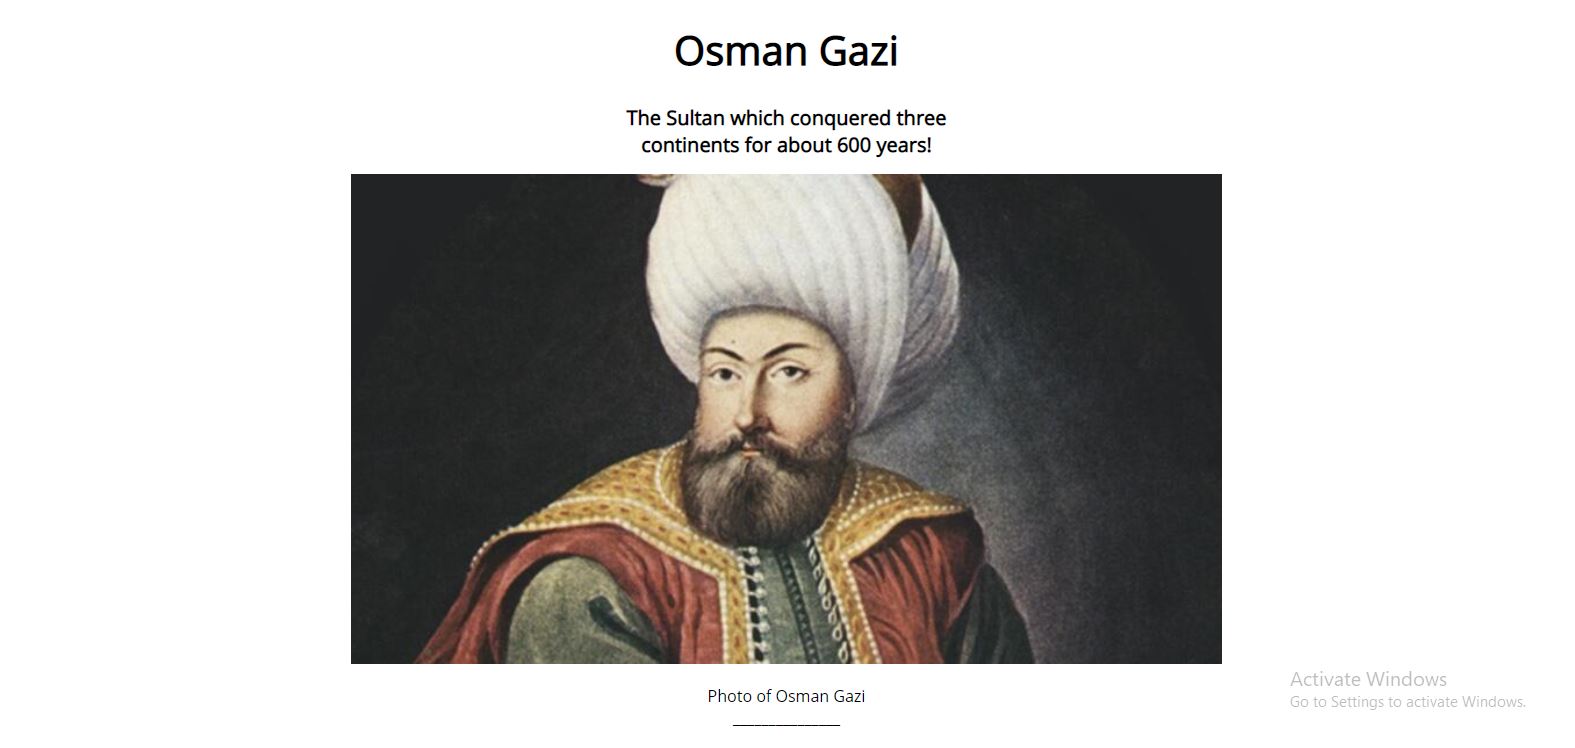 Osman Gazi
The Sultan which conquered three
continents for about 600 years!
Photo of Osman Gazi
_______________
Activate Windows
Go to Settings to activate Windows.